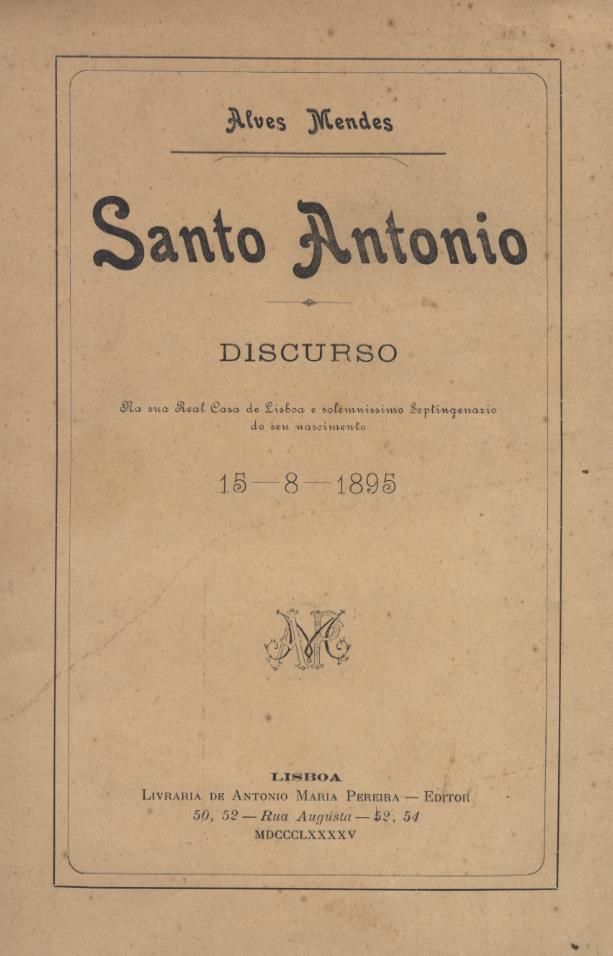 Alves Mendes
Santo Antonio
DISCURSO
Na sua Real Casa de Lisboa e solemnissimo Septingenario
do seu nascimento
15—8—1895
LISBOA
LIVRARIA DE ANTONIO MARIA PEREIRA — EDITOR
50, 52 — Rua Augusta — 52, 54
MDCCCLXXXXV